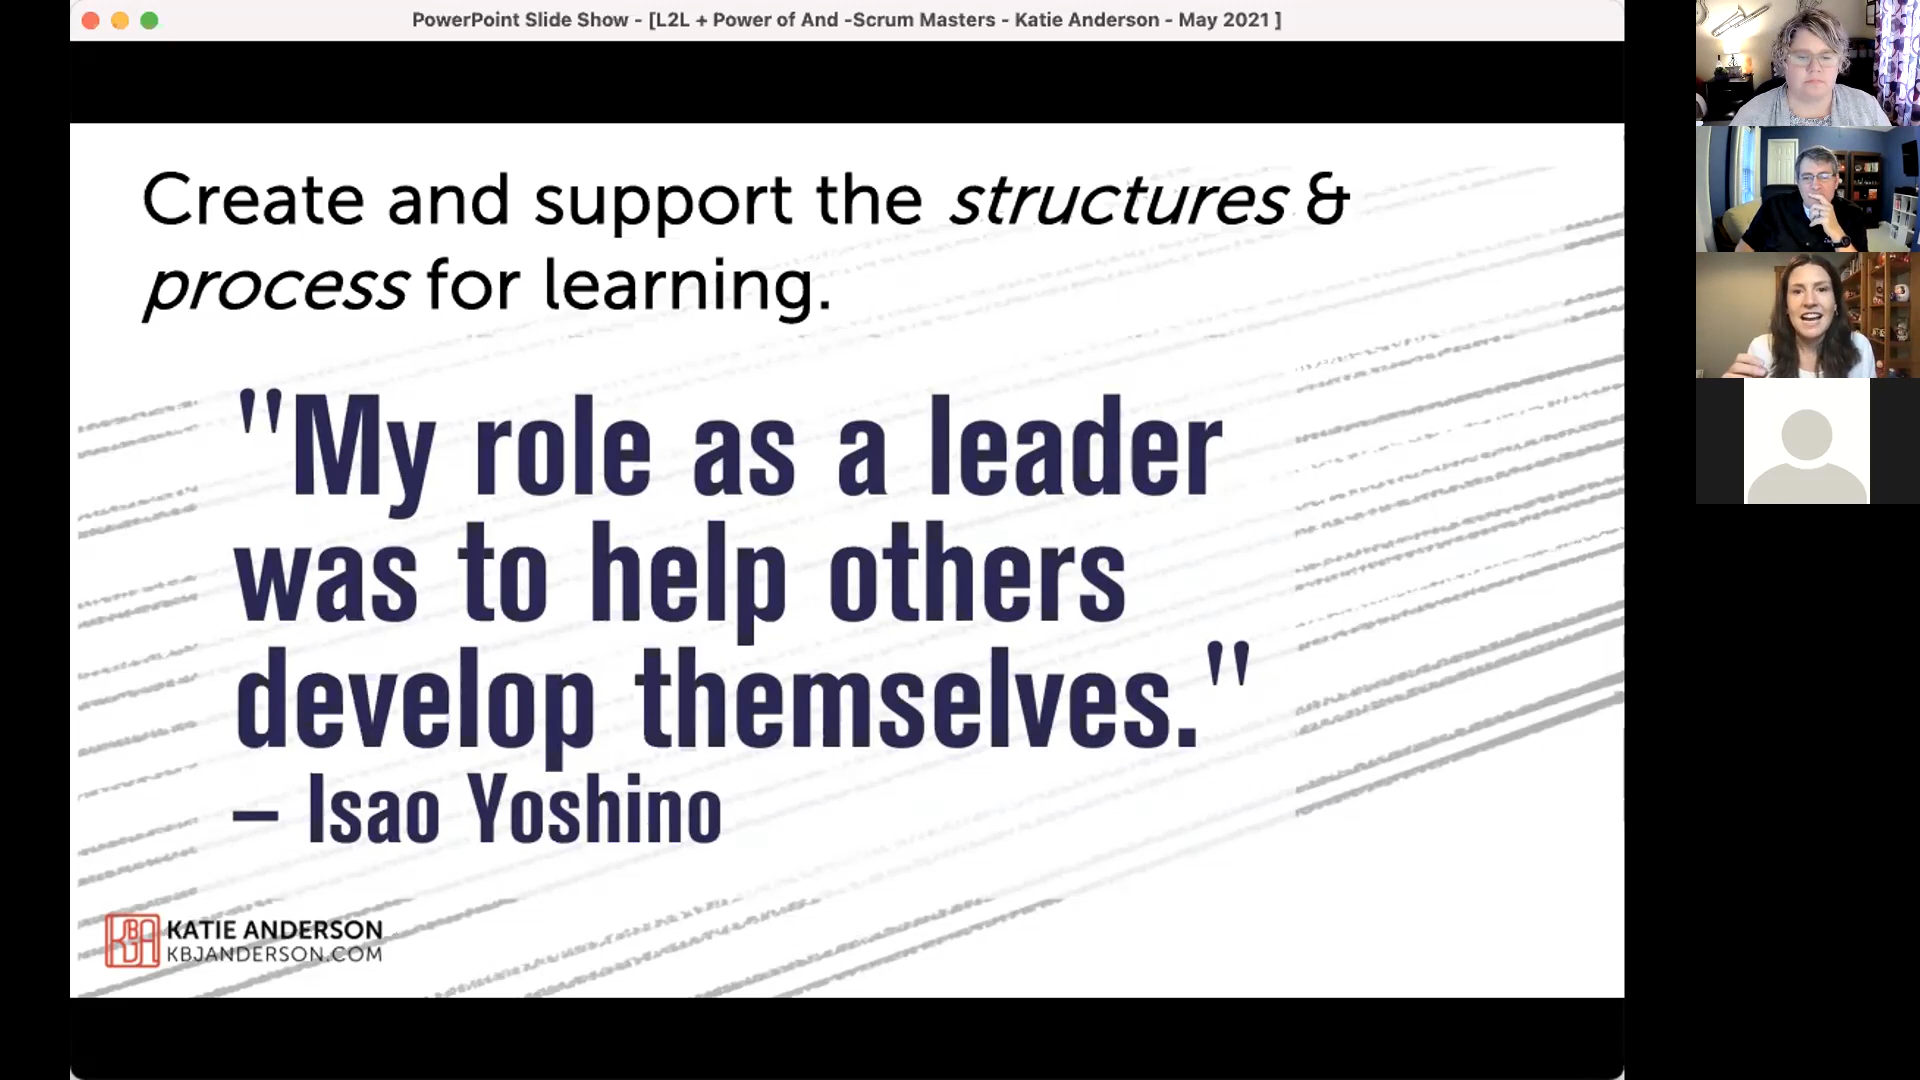 PowerPoint Slide Show - [L2L + Power of And -Scrum Masters - Katie Anderson - May 2021 ]
Create and support the structures &
process for learning.
"My role as a leader
was to help others
develop themselves."
– Isao Yoshino
KBJA
KATIE ANDERSON
KBJANDERSON.COM